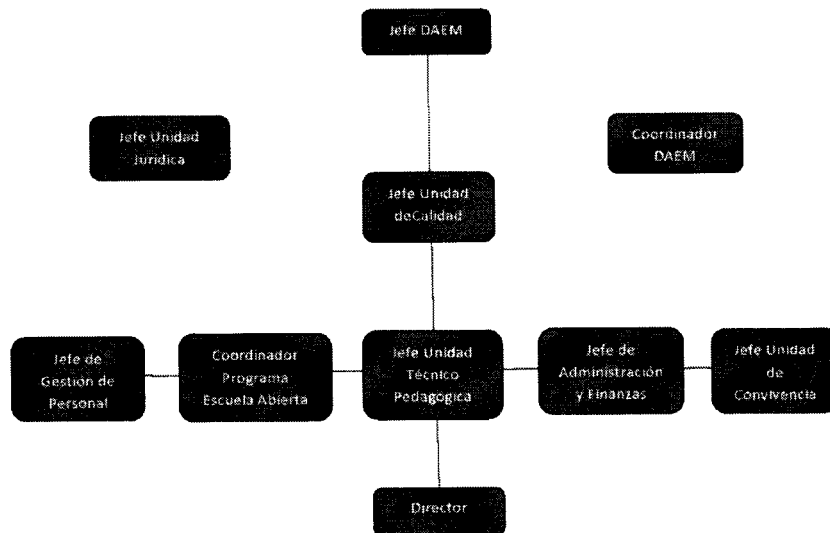 Jefe DAEM
Jefe Unidad
Jurídica
Coordinador
DAEM
Jefe Unidad
deCalidad
Jefe de
Gestión de
Personal
Coordinador
Programa
Escuela Abierta
Jefe Unidad
Técnico
Pedagógica
Jefe de
Administración
y Finanzas
Jefe Unidad
de
Convivencia
Director